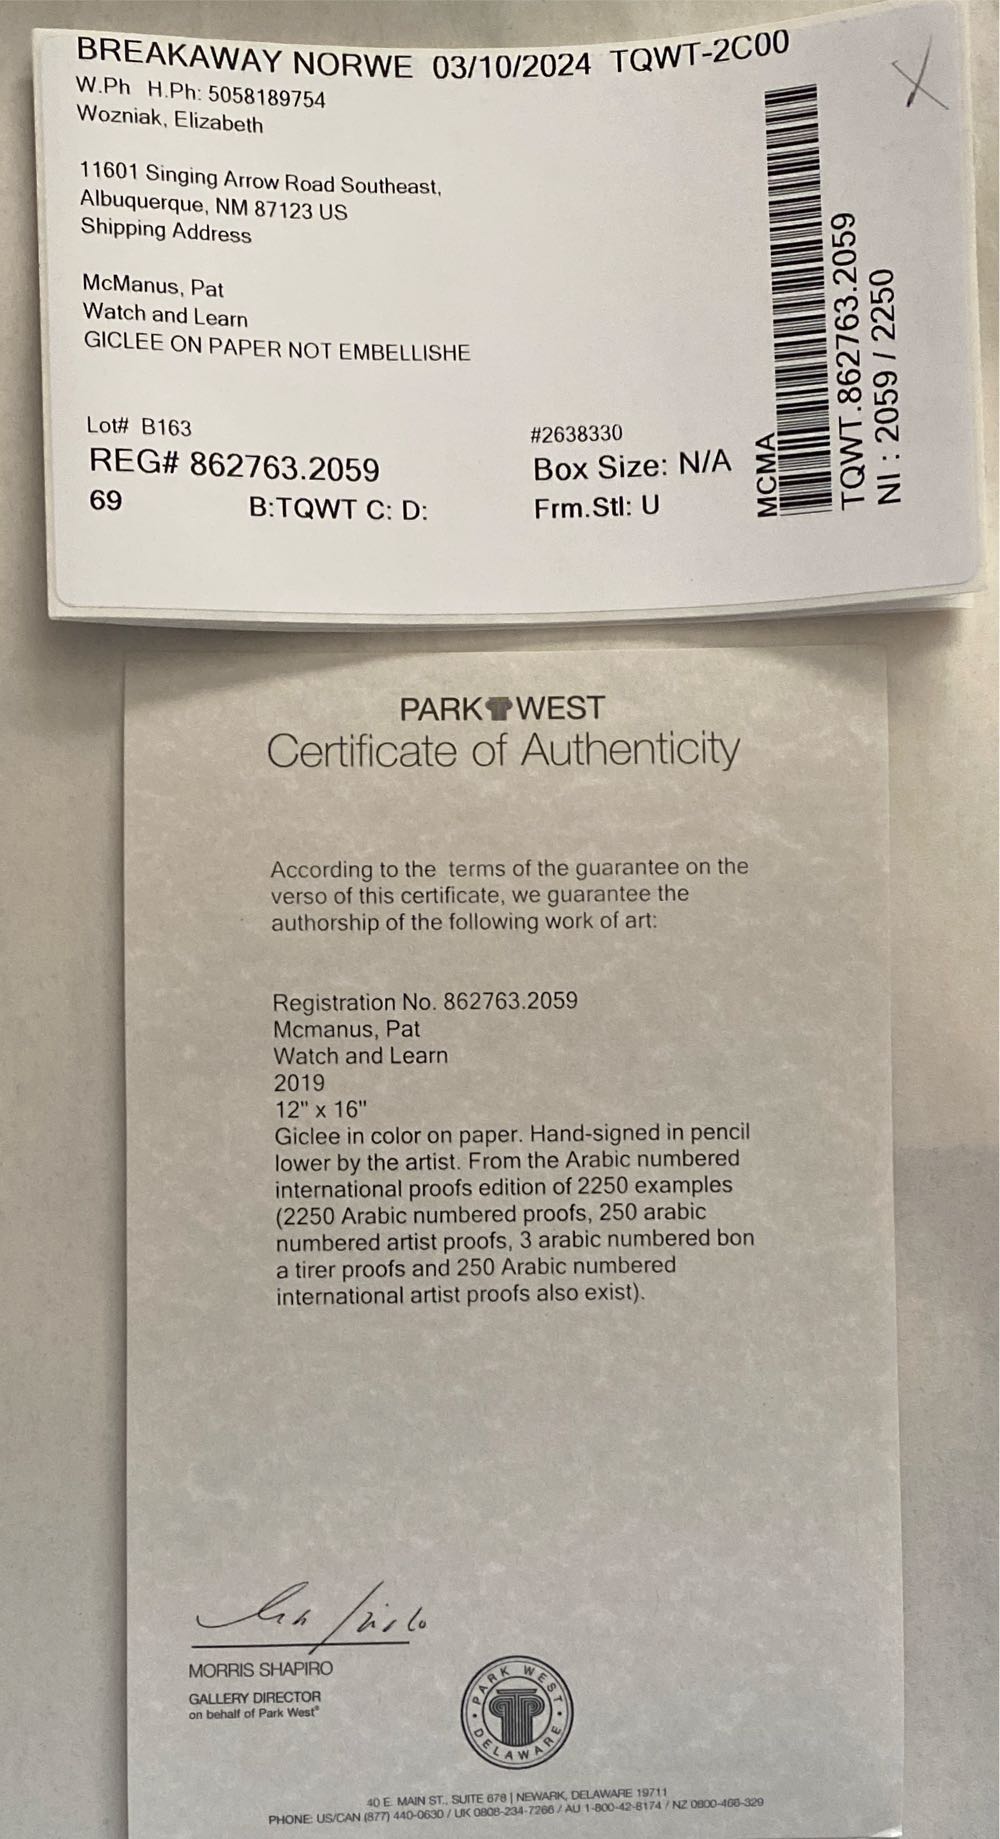 BREAKAWAY NORWE 03/10/2024 TQWT-2C00
W.Ph H.Ph: 5058189754
Wozniak, Elizabeth
11601 Singing Arrow Road Southeast,
Albuquerque, NM 87123 US
Shipping Address
McManus, Pat
Watch and Learn
GICLEE ON PAPER NOT EMBELLISHE
Lot# B163
#2638330
REG# 862763.2059
Box Size: N/A
69 B:TQWT C: D:
Frm.Stl: U
MCMA
TQWT.862763.2059
NI : 2059 / 2250
X
PARK WEST
Certificate of Authenticity
According to the terms of the guarantee on the
verso of this certificate, we guarantee the
authorship of the following work of art:
Registration No. 862763.2059
Mcmanus, Pat
Watch and Learn
2019
12" x 16"
Giclee in color on paper. Hand-signed in pencil
lower by the artist. From the Arabic numbered
international proofs edition of 2250 examples
(2250 Arabic numbered proofs, 250 arabic
numbered artist proofs, 3 arabic numbered bon
a tirer proofs and 250 Arabic numbered
international artist proofs also exist).
MORRIS SHAPIRO
GALLERY DIRECTOR
on behalf of Park West®
PARK WEST
DELAWARE
40 E. MAIN ST., SUITE 678 | NEWARK, DELAWARE 19711
PHONE: US/CAN (877) 440-0630 / UK 0808-234-7266 / AU 1-800-42-8174 / NZ 0800-466-329